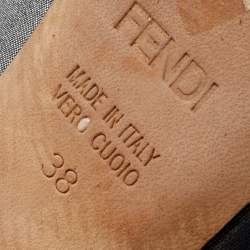 FENDI
MADE IN ITALY
VERO CUOIO
38